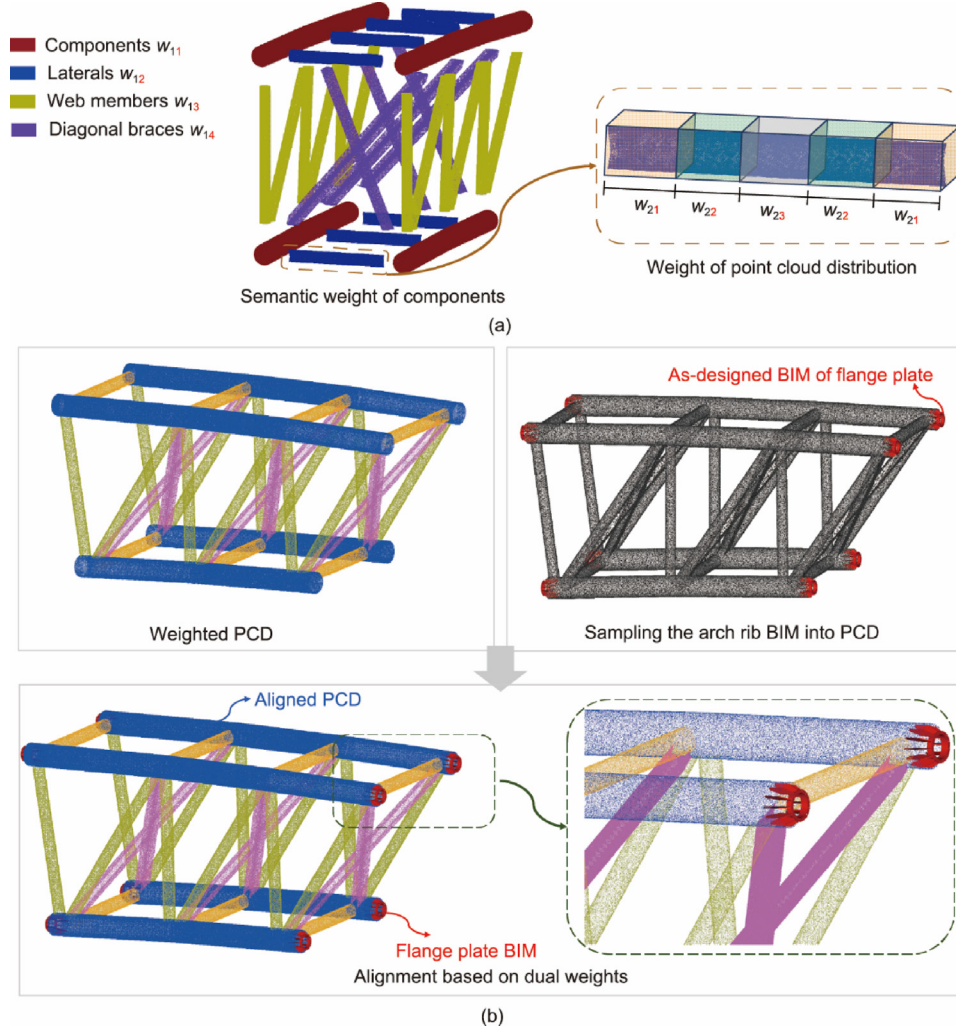 Components w11
Laterals w12
Web members w13
Diagonal braces w14
w21 w22 w23 w22 w21
Semantic weight of components
Weight of point cloud distribution
(a)
As-designed BIM of flange plate
Weighted PCD
Sampling the arch rib BIM into PCD
Aligned PCD
Flange plate BIM
Alignment based on dual weights
(b)